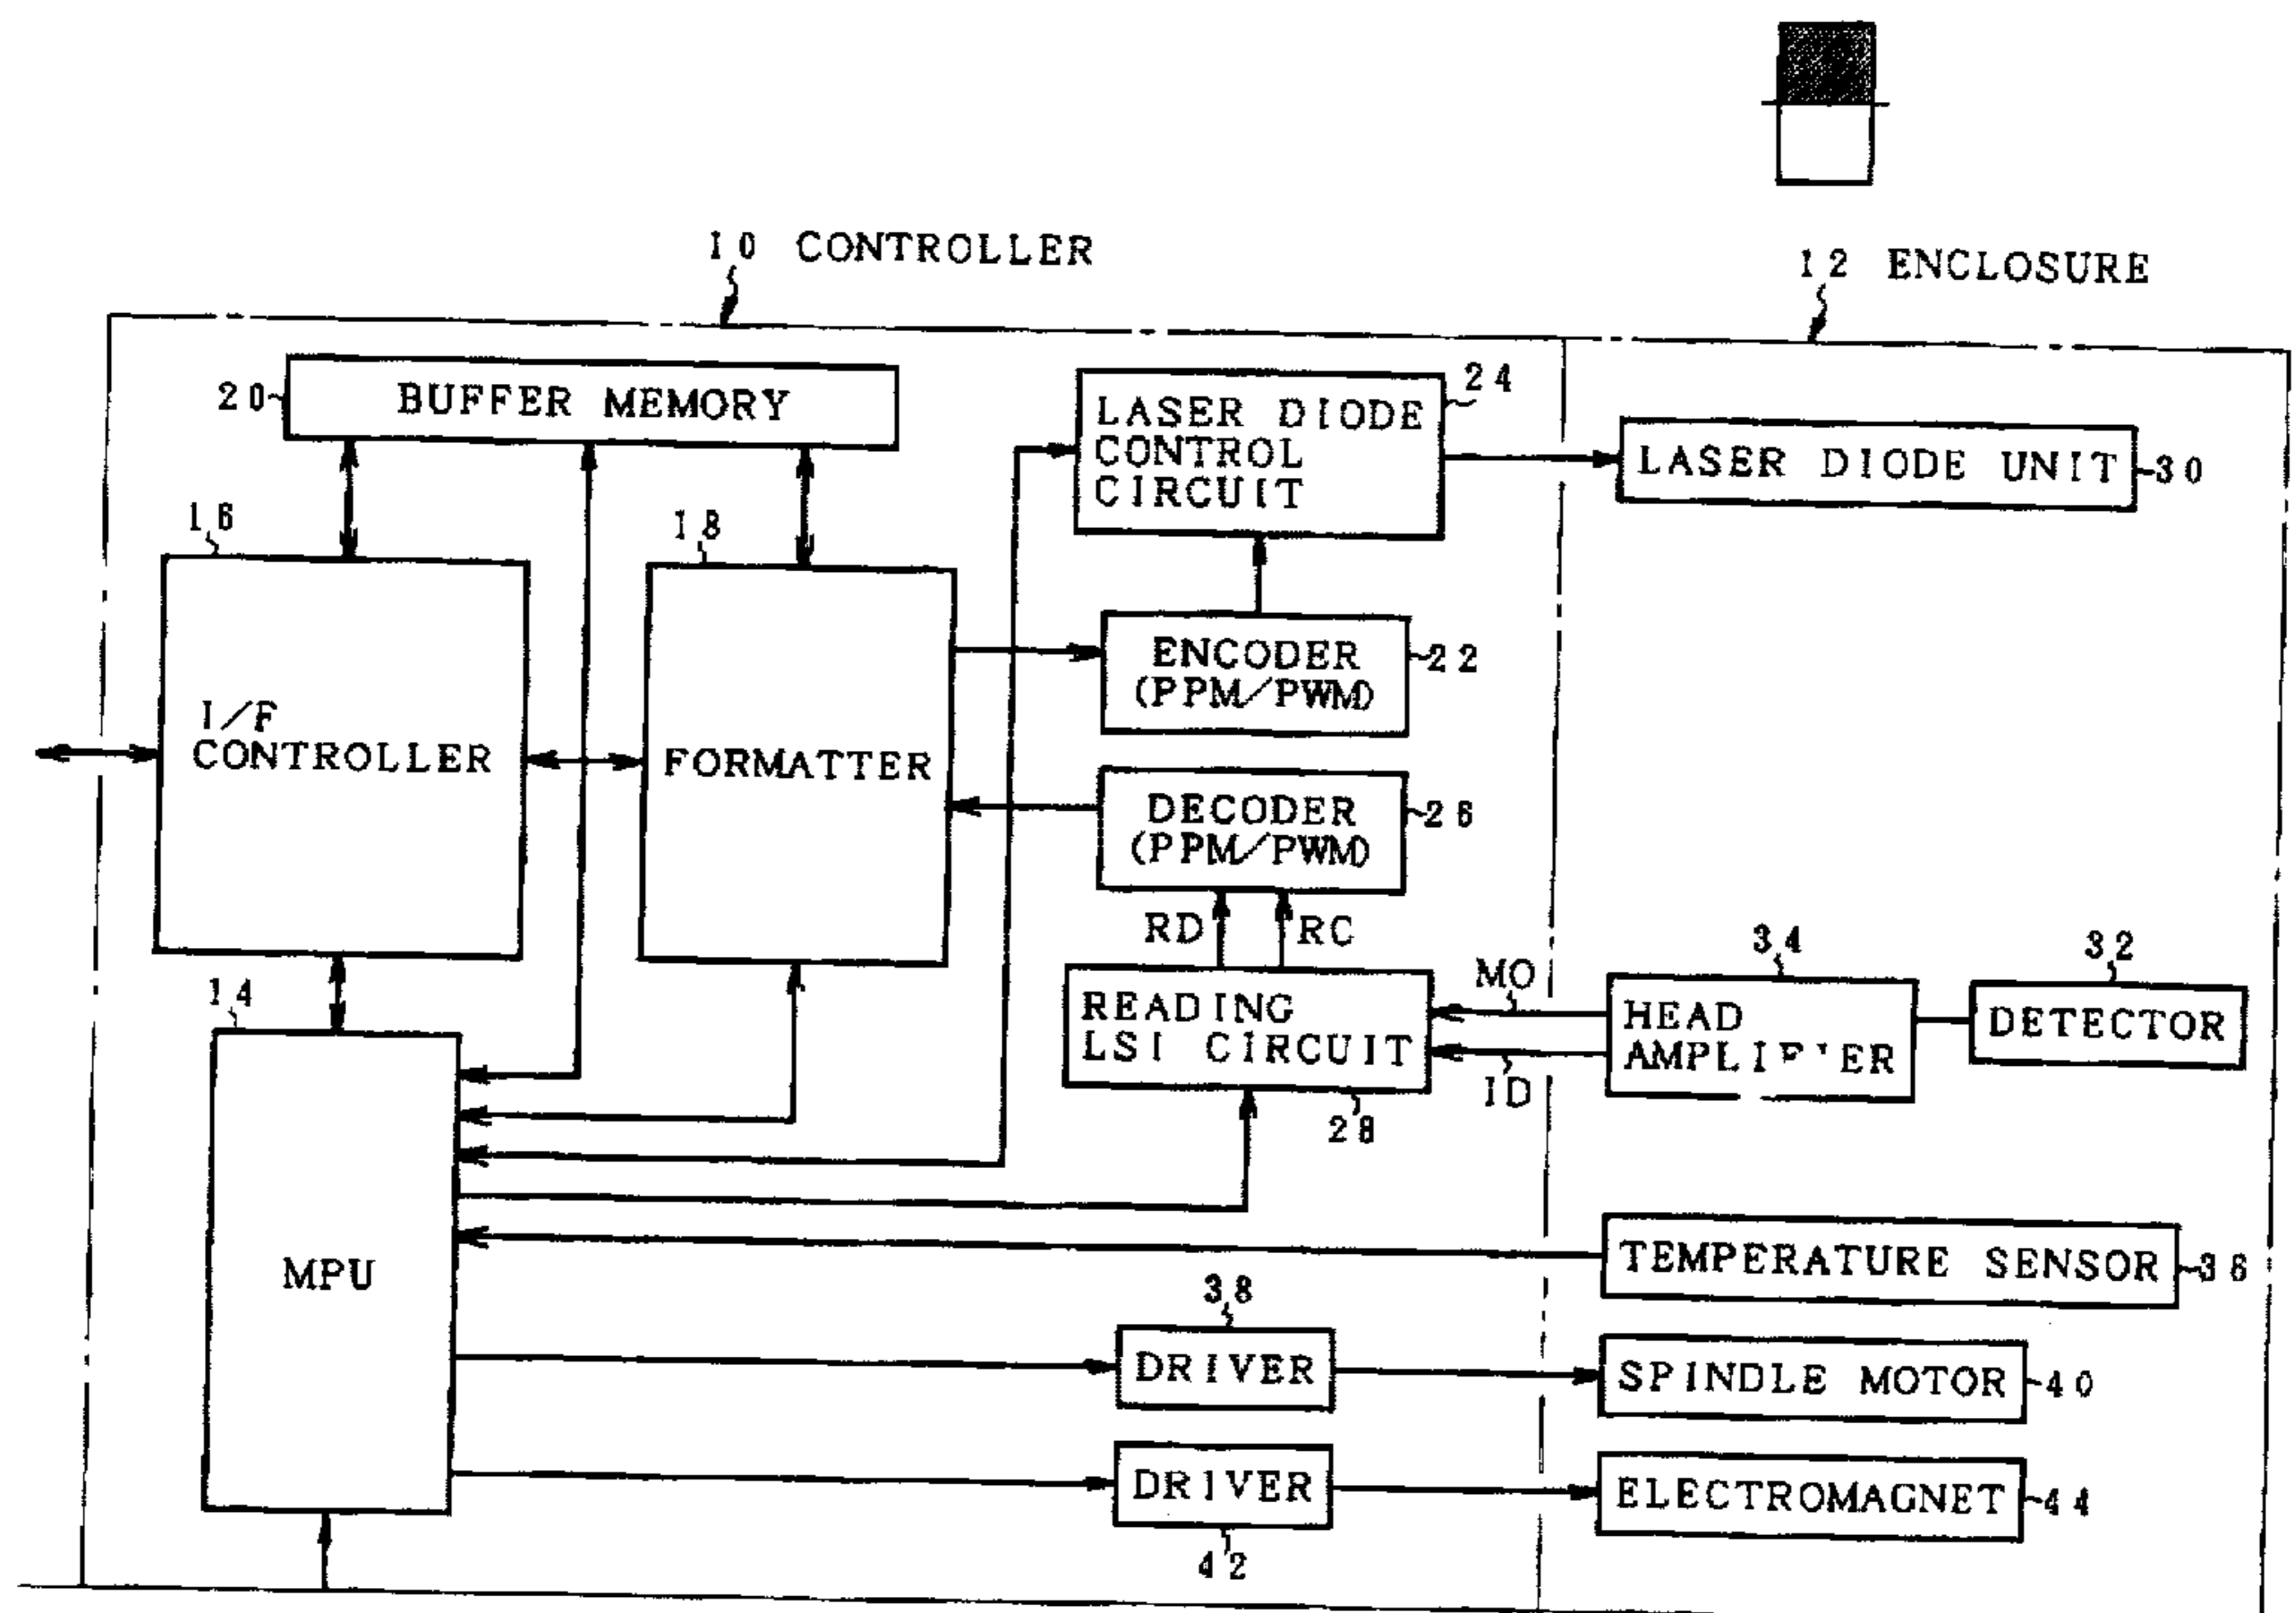 10 CONTROLLER
12 ENCLOSURE
20
BUFFER MEMORY
24
LASER DIODE
CONTROL
CIRCUIT
LASER DIODE UNIT
30
16
18
I/F
CONTROLLER
FORMATTER
ENCODER
(PPM/PWM)
22
DECODER
(PPM/PWM)
26
RD
RC
14
READING
LSI CIRCUIT
28
MO
ID
34
HEAD
AMPLIFIER
32
DETECTOR
MPU
TEMPERATURE SENSOR
36
38
DRIVER
SPINDLE MOTOR
40
DRIVER
42
ELECTROMAGNET
44